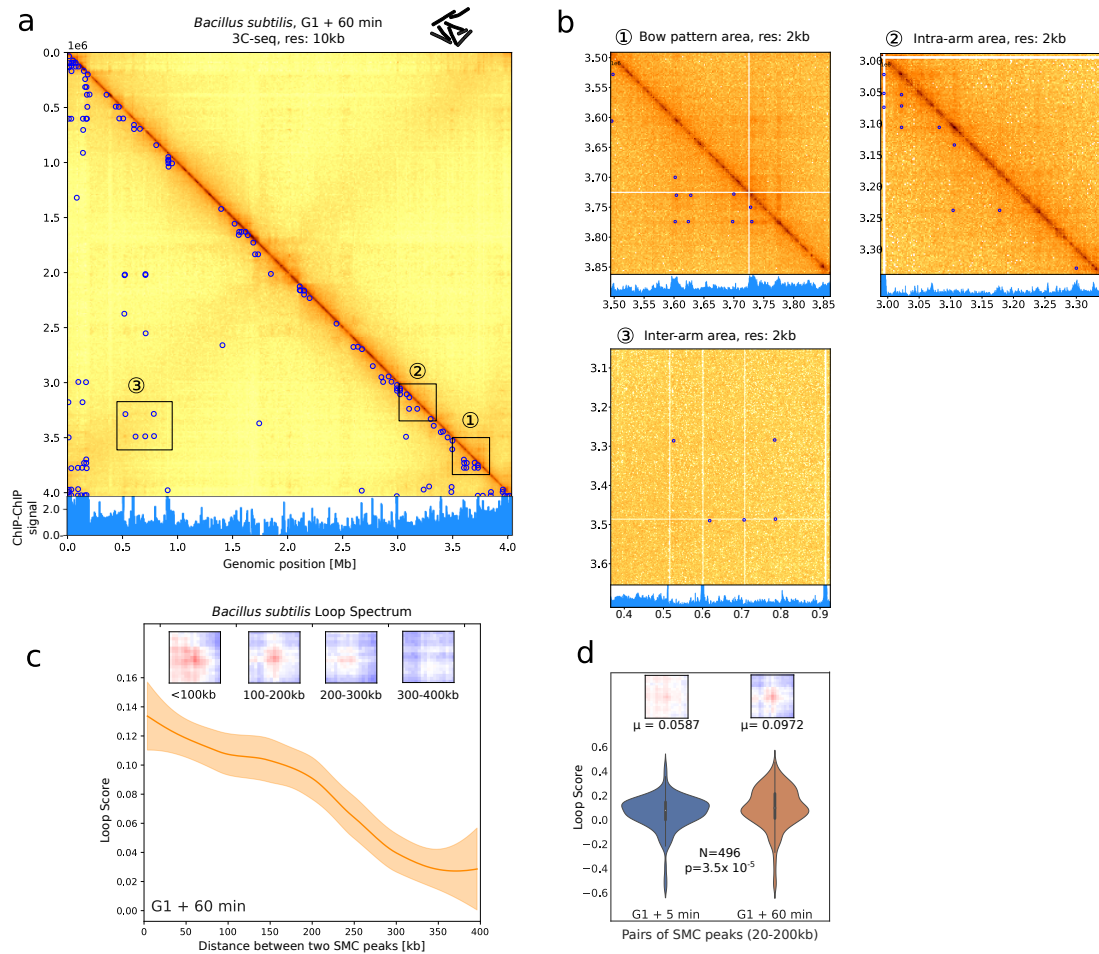 a
Bacillus subtilis, G1 + 60 min
3C-seq, res: 10kb
1e6
0.0
0.5
1.0
1.5
2.0
2.5
3.0
3.5
4.0
③
②
①
ChIP-ChIP
signal
2.0
0.0
0.0 0.5 1.0 1.5 2.0 2.5 3.0 3.5 4.0
Genomic position [Mb]
b
① Bow pattern area, res: 2kb
3.50
3.55
3.60
3.65
3.70
3.75
3.80
3.85
3.50 3.55 3.60 3.65 3.70 3.75 3.80 3.85
② Intra-arm area, res: 2kb
3.00
3.05
3.10
3.15
3.20
3.25
3.30
3.00 3.05 3.10 3.15 3.20 3.25 3.30
③ Inter-arm area, res: 2kb
3.1
3.2
3.3
3.4
3.5
3.6
0.4 0.5 0.6 0.7 0.8 0.9
c
Bacillus subtilis Loop Spectrum
<100kb 100-200kb 200-300kb 300-400kb
0.16
0.14
0.12
0.10
0.08
0.06
0.04
0.02
0.00
Loop Score
G1 + 60 min
0 50 100 150 200 250 300 350 400
Distance between two SMC peaks [kb]
d
μ = 0.0587 μ= 0.0972
0.6
0.4
0.2
0.0
−0.2
−0.4
−0.6
Loop Score
N=496
p=3.5x 10-5
G1 + 5 min G1 + 60 min
Pairs of SMC peaks (20-200kb)